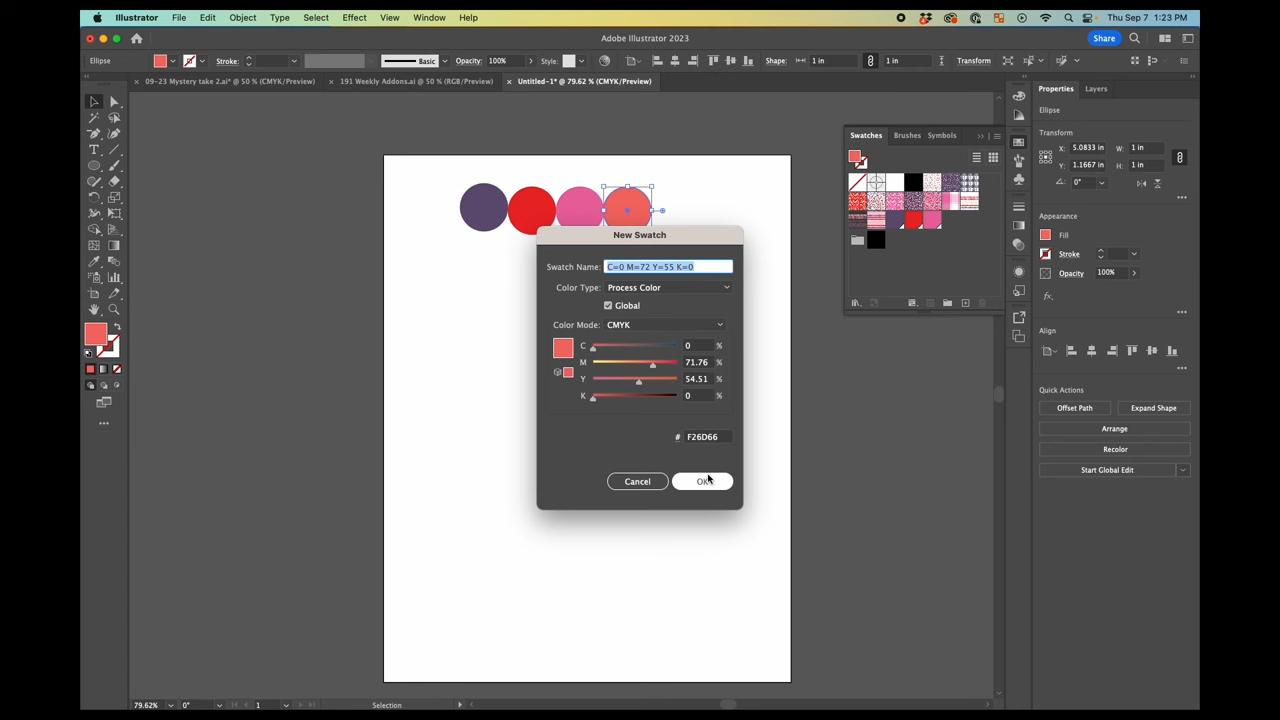 Illustrator File Edit Object Type Select Effect View Window Help Thu Sep 7 1:23 PM
Adobe Illustrator 2023 Share
Ellipse Stroke: Basic Opacity: 100% Style: Shape: 1 in 1 in Transform
× 09-23 Mystery take 2.ai* @ 50 % (CMYK/Preview) × 191 Weekly Addons.ai @ 50 % (RGB/Preview) × Untitled-1* @ 79.62 % (CMYK/Preview)
Properties Layers
Ellipse
Transform
X: 5.0833 in W: 1 in
Y: 1.1667 in H: 1 in
0°
Appearance
Fill
Stroke
Opacity 100%
fx.
Align
Quick Actions
Offset Path Expand Shape
Arrange
Recolor
Start Global Edit
Swatches Brushes Symbols
New Swatch
Swatch Name: C=0 M=72 Y=55 K=0
Color Type: Process Color
Global
Color Mode: CMYK
C 0 %
M 71.76 %
Y 54.51 %
K 0 %
# F26D66
Cancel OK
79.62% 0° 1 Selection